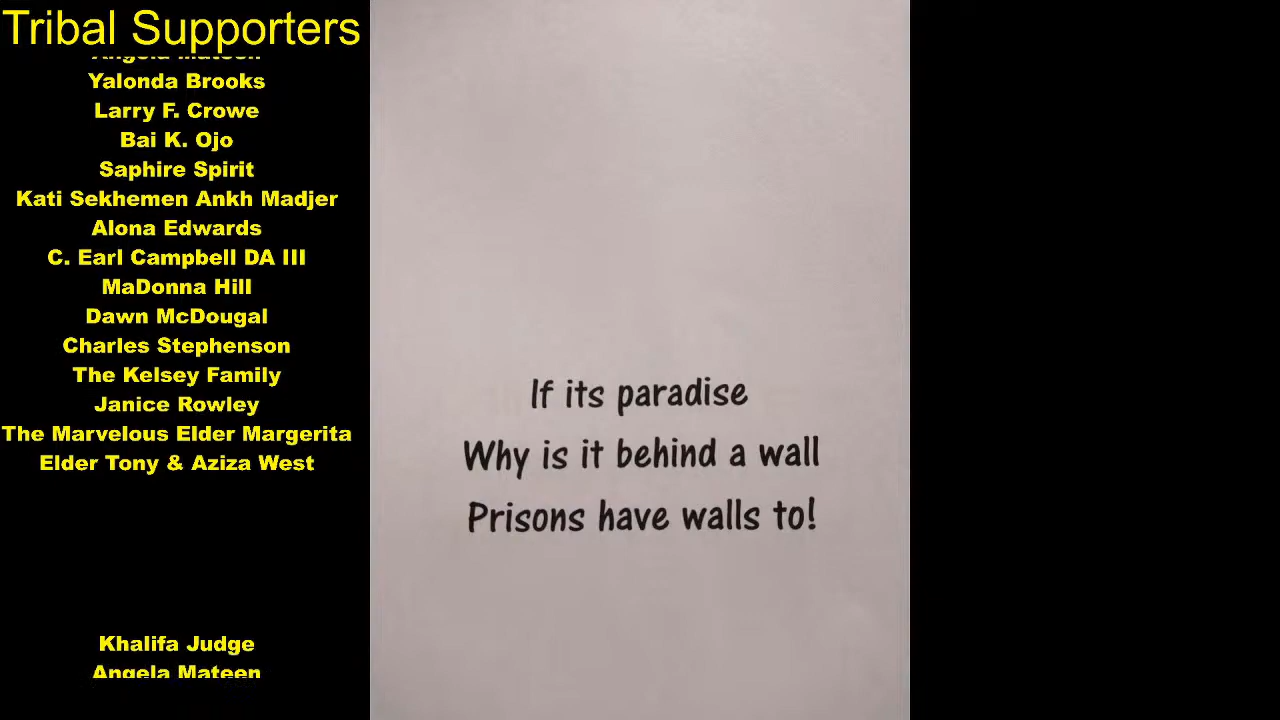 Tribal Supporters
Angela Mateen
Yalonda Brooks
Larry F. Crowe
Bai K. Ojo
Saphire Spirit
Kati Sekhemen Ankh Madjer
Alona Edwards
C. Earl Campbell DA III
MaDonna Hill
Dawn McDougal
Charles Stephenson
The Kelsey Family
Janice Rowley
The Marvelous Elder Margerita
Elder Tony & Aziza West
Khalifa Judge
Angela Mateen
If its paradise
Why is it behind a wall
Prisons have walls to!